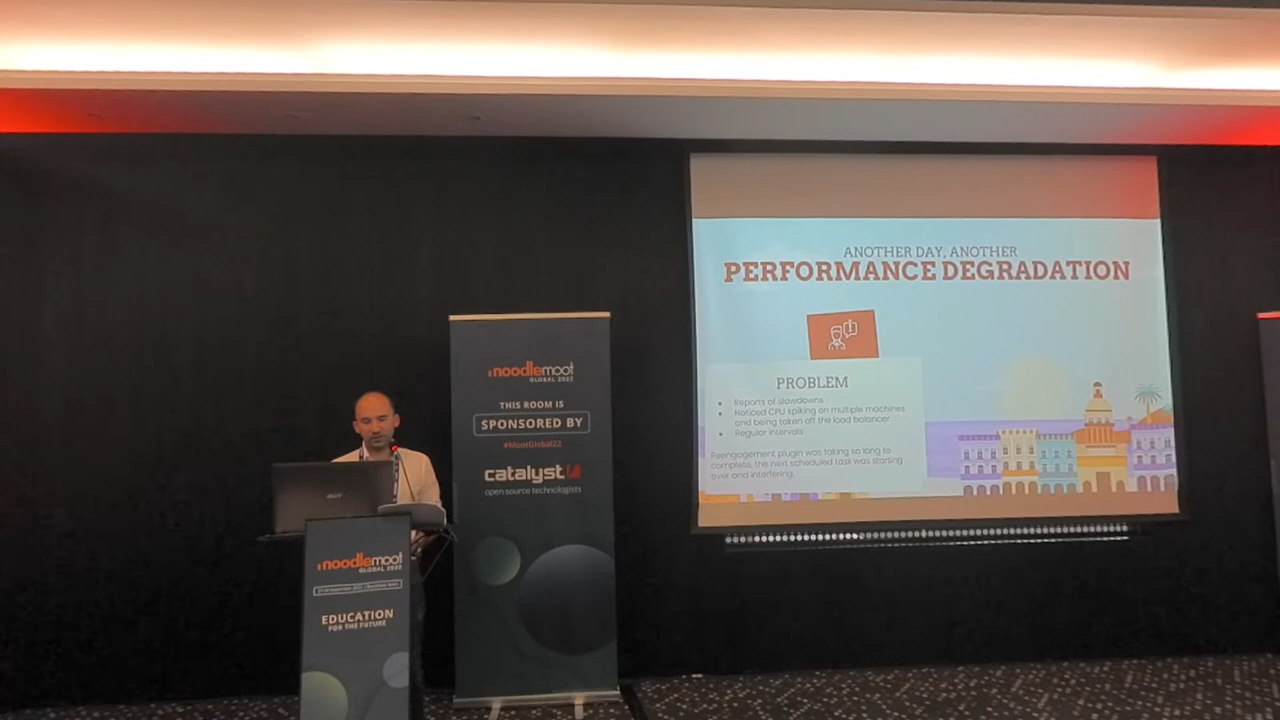 ANOTHER DAY, ANOTHER
PERFORMANCE DEGRADATION
PROBLEM
Reports of slowdowns
Noticed CPU spiking on multiple machines
and being taken off the load balancer
Regular intervals
Reengagement plugin was taking so long to
complete, the next scheduled task was starting
over and interfering.
noodlemoot
GLOBAL 2022
THIS ROOM IS
SPONSORED BY
#MootGlobal22
catalyst
open source technologists
acer
noodlemoot
GLOBAL 2022
EDUCATION
FOR THE FUTURE